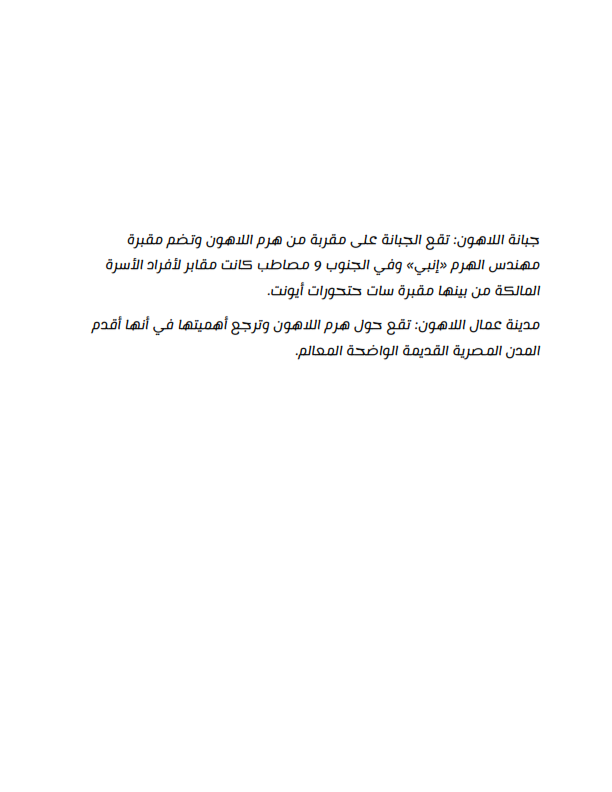 جبانة اللاهون: تقع الجبانة على مقربة من هرم اللاهون وتضم مقبرة
مهندس الهرم «إنبي» وفي الجنوب 9 مصاطب كانت مقابر لأفراد الأسرة
المالكة من بينها مقبرة سات حتحورات أيونت.
مدينة عمال اللاهون: تقع حول هرم اللاهون وترجع أهميتها في أنها أقدم
المدن المصرية القديمة الواضحة المعالم.